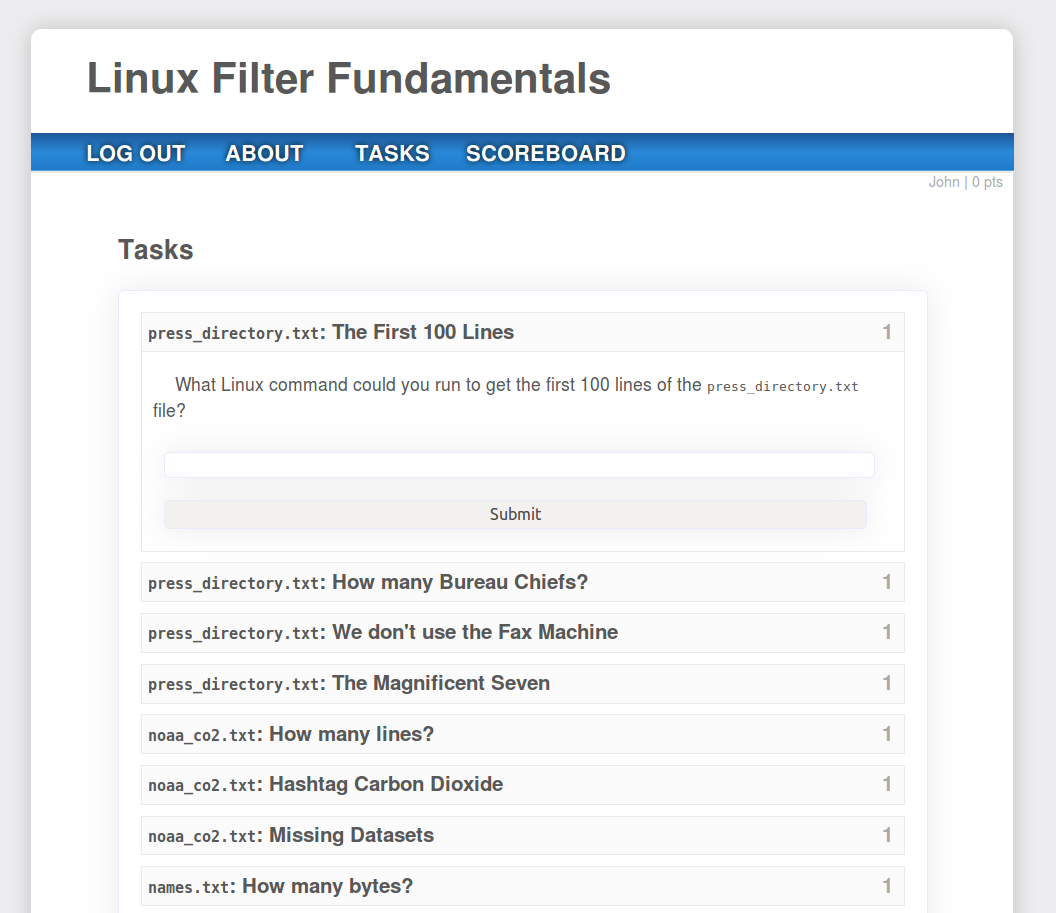 Linux Filter Fundamentals
LOG OUT ABOUT TASKS SCOREBOARD
John | 0 pts
Tasks
press_directory.txt: The First 100 Lines 1
What Linux command could you run to get the first 100 lines of the press_directory.txt
file?
Submit
press_directory.txt: How many Bureau Chiefs? 1
press_directory.txt: We don't use the Fax Machine 1
press_directory.txt: The Magnificent Seven 1
noaa_co2.txt: How many lines? 1
noaa_co2.txt: Hashtag Carbon Dioxide 1
noaa_co2.txt: Missing Datasets 1
names.txt: How many bytes? 1